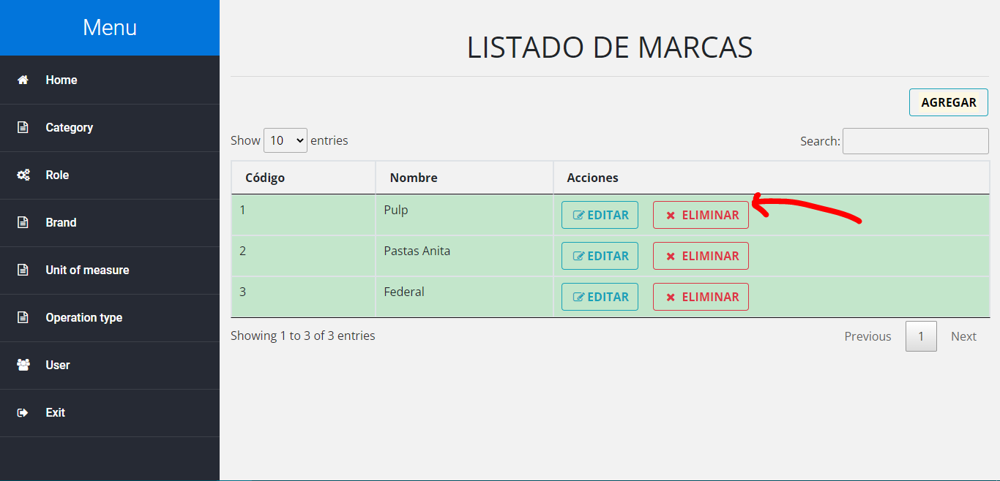 Menu
Home
Category
Role
Brand
Unit of measure
Operation type
User
Exit
LISTADO DE MARCAS
AGREGAR
Show 10 entries
Search:
Código Nombre Acciones
1 Pulp EDITAR ELIMINAR
2 Pastas Anita EDITAR ELIMINAR
3 Federal EDITAR ELIMINAR
Showing 1 to 3 of 3 entries
Previous 1 Next